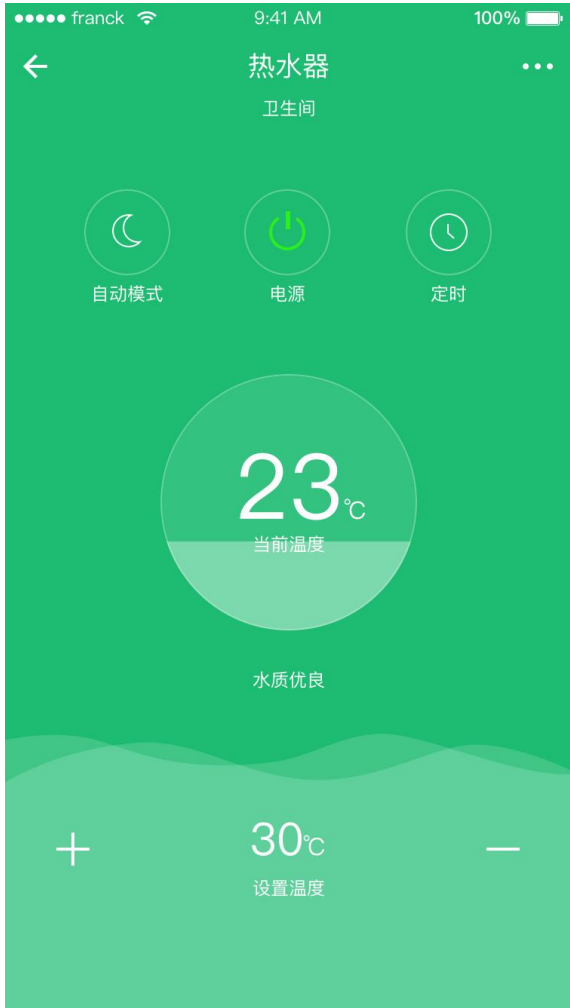 franck 9:41 AM 100%
热水器
卫生间
自动模式 电源 定时
23℃
当前温度
水质优良
30℃
设置温度